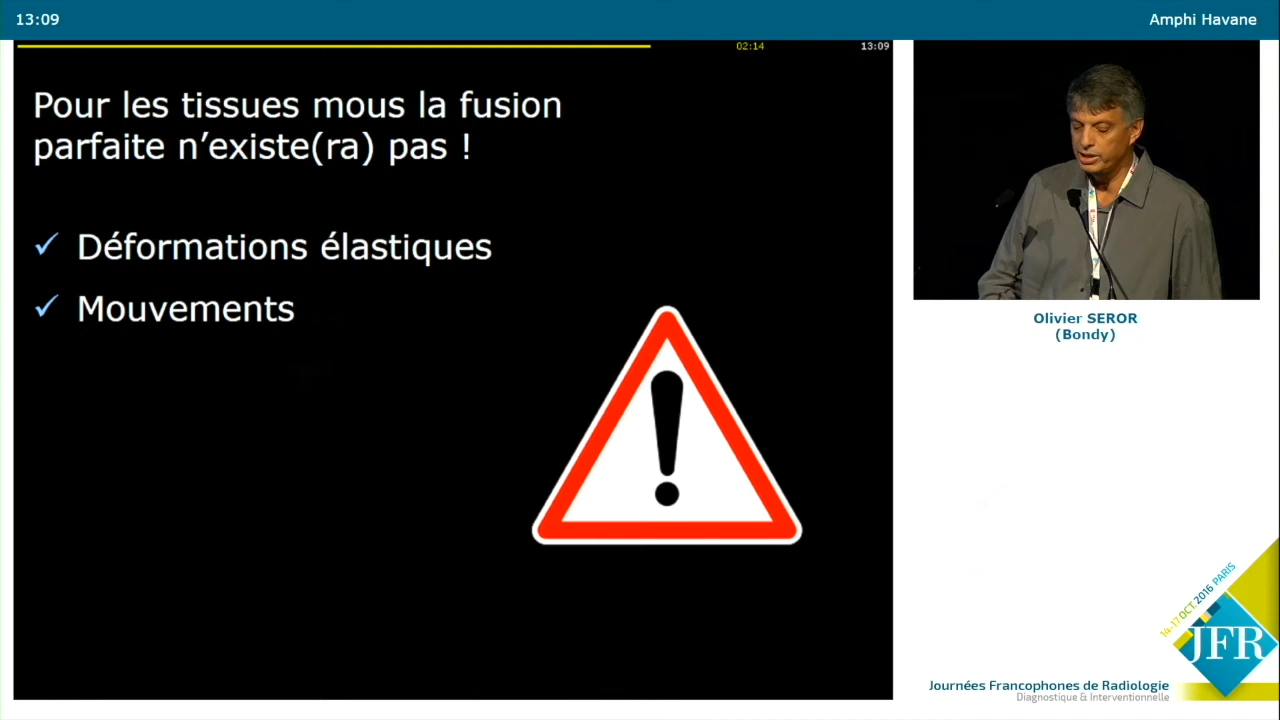 13:09
Amphi Havane
02:14
13:09
Pour les tissues mous la fusion
parfaite n'existe(ra) pas !
✓ Déformations élastiques
✓ Mouvements
Olivier SEROR
(Bondy)
14-17 OCT. 2016 PARIS
JFR
Journées Francophones de Radiologie
Diagnostique & Interventionnelle